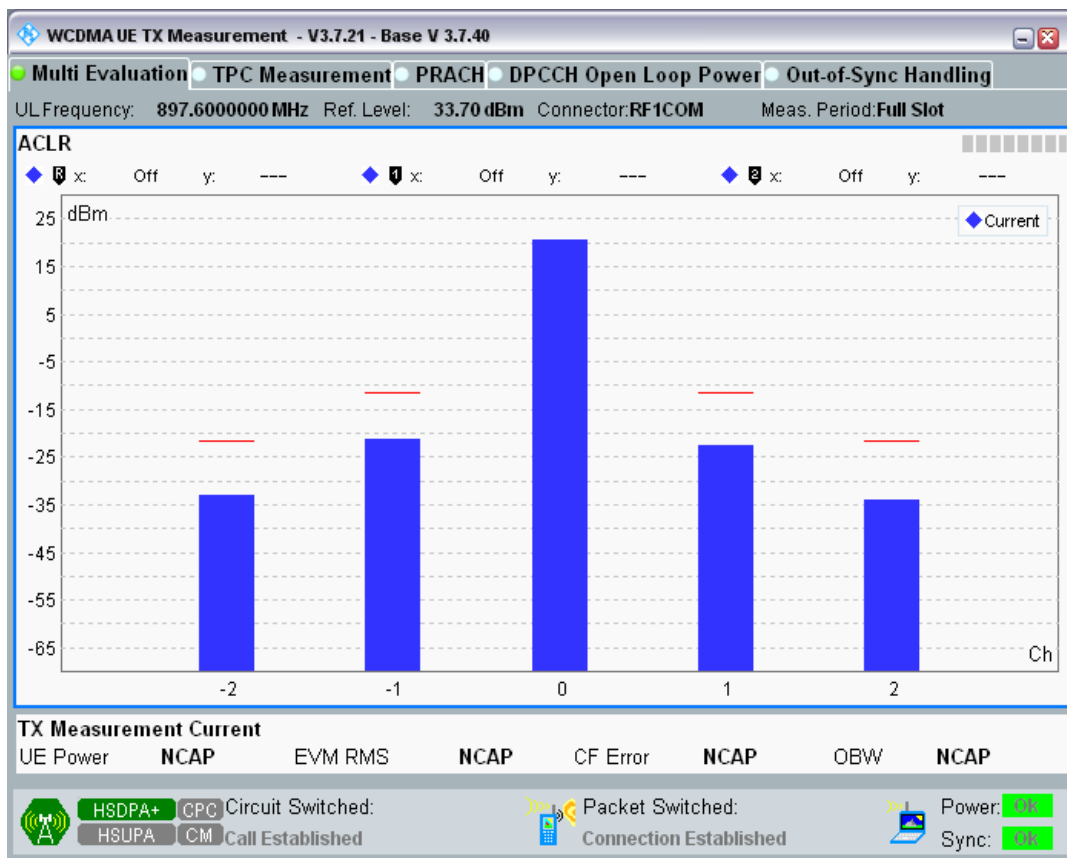 WCDMA UE TX Measurement - V3.7.21 - Base V 3.7.40
Multi Evaluation TPC Measurement PRACH DPCCH Open Loop Power Out-of-Sync Handling
UL Frequency: 897.6000000 MHz Ref. Level: 33.70 dBm Connector:RF1COM Meas. Period:Full Slot
ACLR
R x: Off y: --- 1 x: Off y: --- 2 x: Off y: ---
dBm
Current
25
15
5
-5
-15
-25
-35
-45
-55
-65
Ch
-2 -1 0 1 2
TX Measurement Current
UE Power NCAP EVM RMS NCAP CF Error NCAP OBW NCAP
HSDPA+ CPC Circuit Switched: Packet Switched: Power: Ok
HSUPA CM Call Established Connection Established Sync: Ok